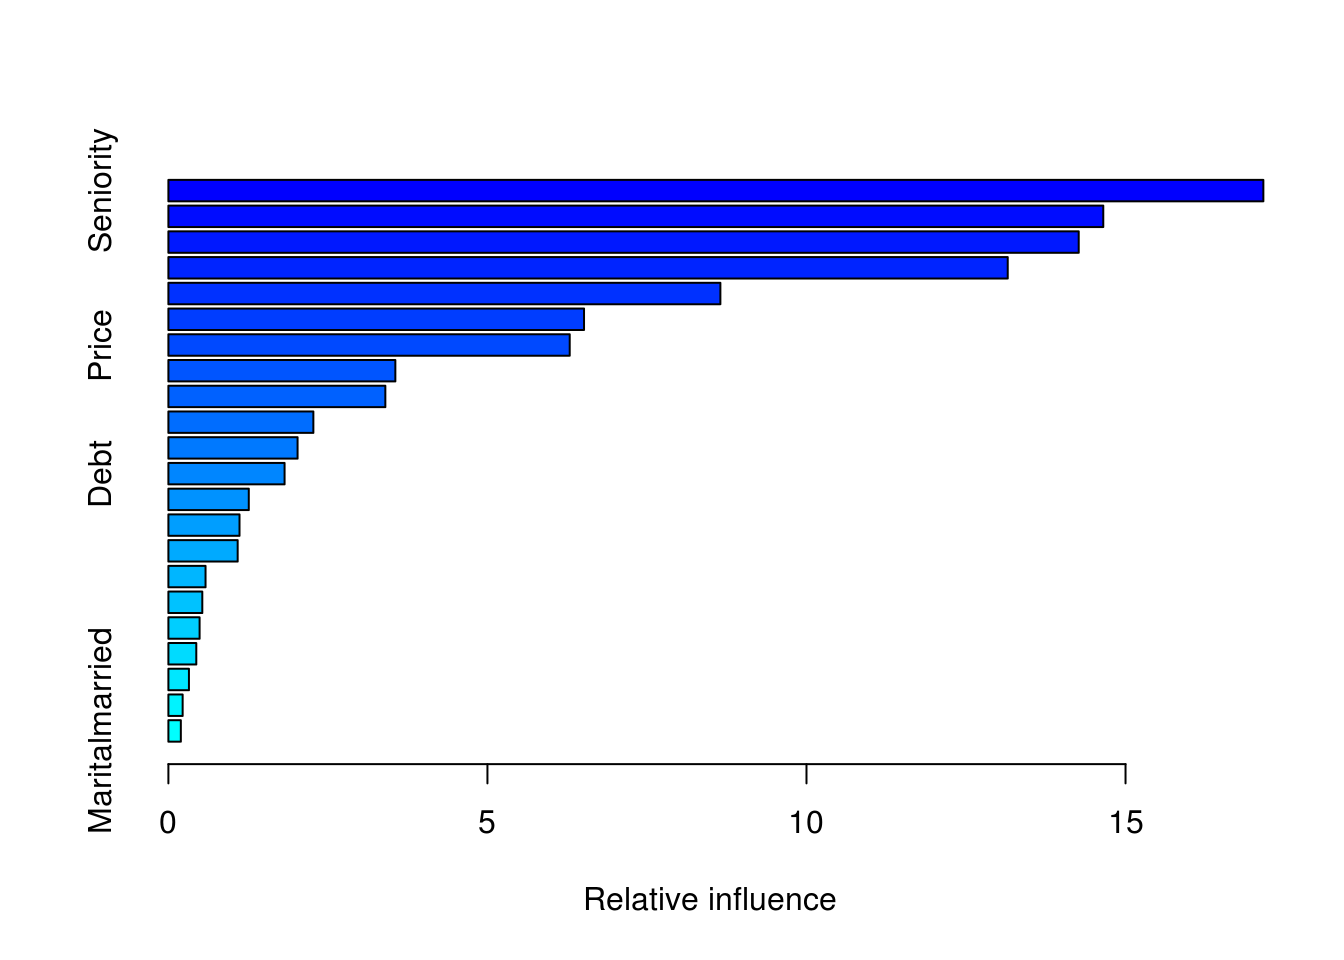 Seniority
Price
Debt
Maritalmarried
0 5 10 15
Relative influence